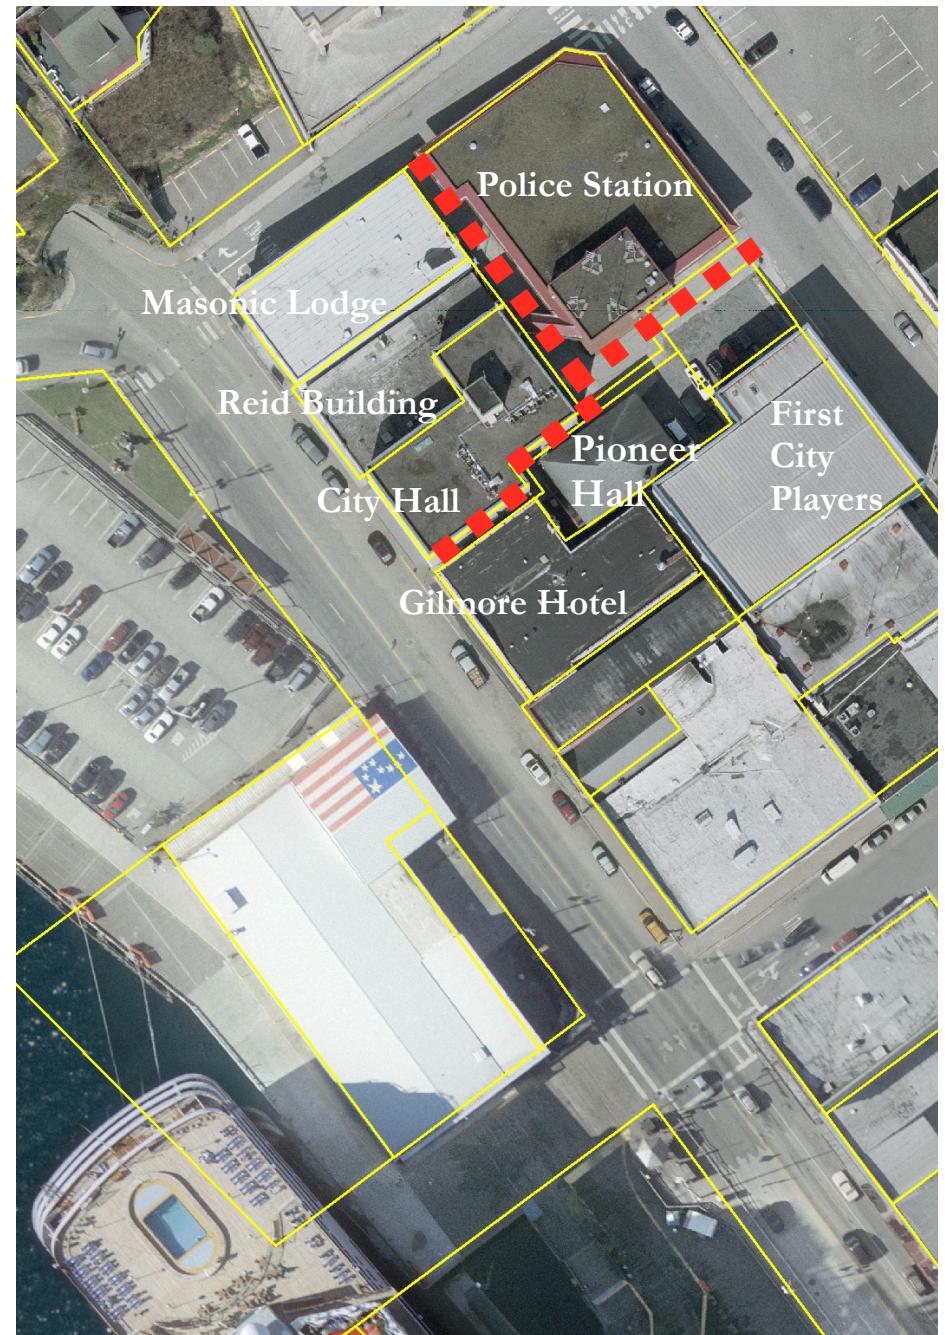 Police Station
Masonic Lodge
Reid Building
First
City
Players
Pioneer
Hall
City Hall
Gilmore Hotel